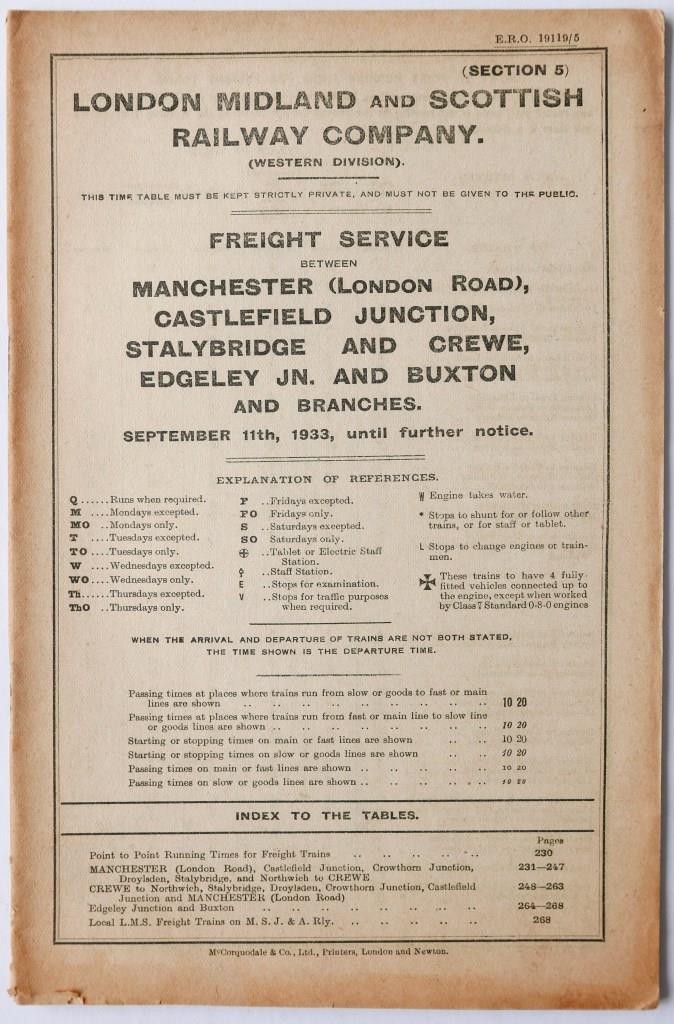 E.R.O. 19119/5
(SECTION 5)
LONDON MIDLAND AND SCOTTISH
RAILWAY COMPANY.
(WESTERN DIVISION).
THIS TIME TABLE MUST BE KEPT STRICTLY PRIVATE, AND MUST NOT BE GIVEN TO THE PUBLIC.
FREIGHT SERVICE
BETWEEN
MANCHESTER (LONDON ROAD),
CASTLEFIELD JUNCTION,
STALYBRIDGE AND CREWE,
EDGELEY JN. AND BUXTON
AND BRANCHES.
SEPTEMBER 11th, 1933, until further notice.
EXPLANATION OF REFERENCES.
Q ......Runs when required.
M ....Mondays excepted.
MO ..Mondays only.
T ....Tuesdays excepted.
TO ....Tuesdays only.
W ....Wednesdays excepted.
WO....Wednesdays only.
Th......Thursdays excepted.
ThO ..Thursdays only.
F ..Fridays excepted.
FO Fridays only.
S ..Saturdays excepted.
SO Saturdays only.
⊕ ..Tablet or Electric Staff
Station.
⚲ ..Staff Station.
E ..Stops for examination.
V ..Stops for traffic purposes
when required.
W Engine takes water.
* Stops to shunt for or follow other
trains, or for staff or tablet.
L Stops to change engines or train-
men.
✠ These trains to have 4 fully
fitted vehicles connected up to
the engine, except when worked
by Class 7 Standard 0-8-0 engines
WHEN THE ARRIVAL AND DEPARTURE OF TRAINS ARE NOT BOTH STATED,
THE TIME SHOWN IS THE DEPARTURE TIME.
Passing times at places where trains run from slow or goods to fast or main
lines are shown .. .. .. .. .. .. .. .. .. 10 20
Passing times at places where trains run from fast or main line to slow line
or goods lines are shown .. .. .. .. .. .. .. .. 10 20
Starting or stopping times on main or fast lines are shown .. .. 10 20
Starting or stopping times on slow or goods lines are shown .. .. 10 20
Passing times on main or fast lines are shown .. .. .. .. .. 10 20
Passing times on slow or goods lines are shown .. .. .. .. .. 10 20
INDEX TO THE TABLES.
Pages
Point to Point Running Times for Freight Trains .. .. .. .. .. 230
MANCHESTER (London Road), Castlefield Junction, Crowthorn Junction, 231—247
Droylsden, Stalybridge, and Northwich to CREWE
CREWE to Northwich, Stalybridge, Droylsden, Crowthorn Junction, Castlefield 248—263
Junction and MANCHESTER (London Road)
Edgeley Junction and Buxton .. .. .. .. .. .. .. .. 264—268
Local L.M.S. Freight Trains on M. S. J. & A. Rly. .. .. .. .. .. 268
McCorquodale & Co., Ltd., Printers, London and Newton.